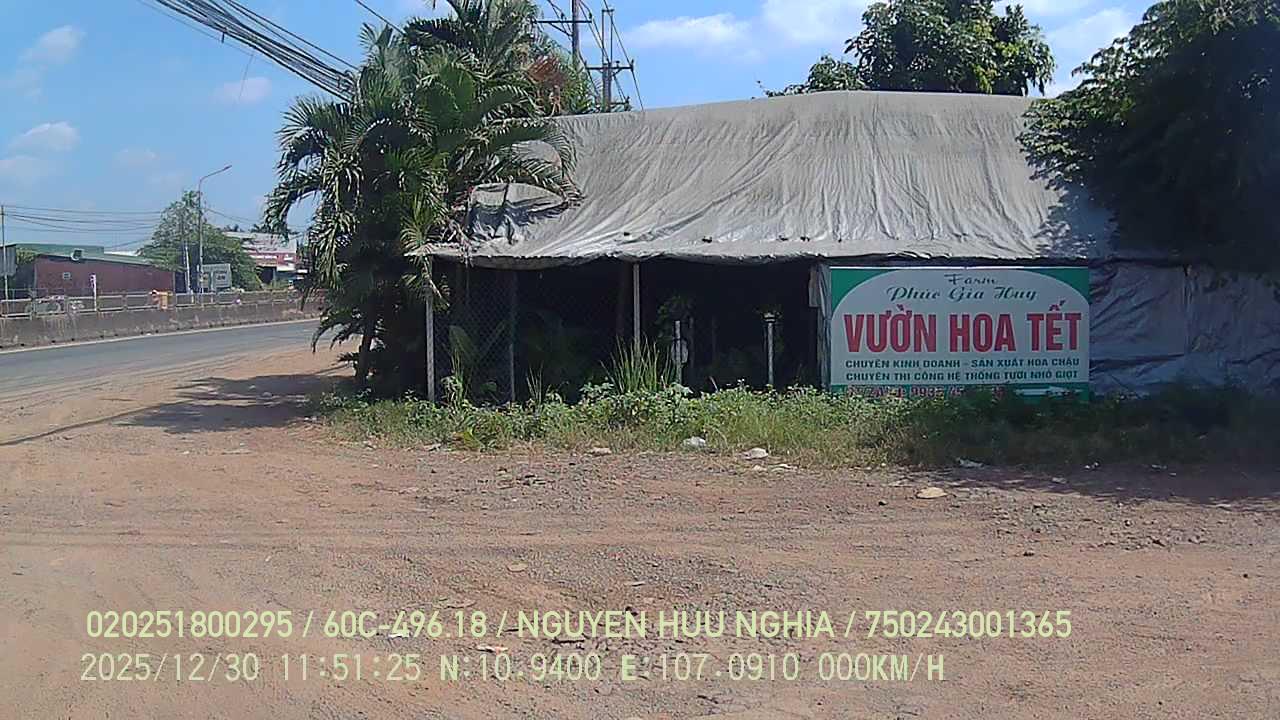 Farm
Phúc Gia Huy
VƯỜN HOA TẾT
CHUYÊN KINH DOANH - SẢN XUẤT HOA CHẬU
CHUYÊN THI CÔNG HỆ THỐNG TƯƠI NHỎ GIỌT
020251800295 / 60C-496.18 / NGUYEN HUU NGHIA / 750243001365
2025/12/30 11:51:25 N:10.9400 E:107.0910 000KM/H